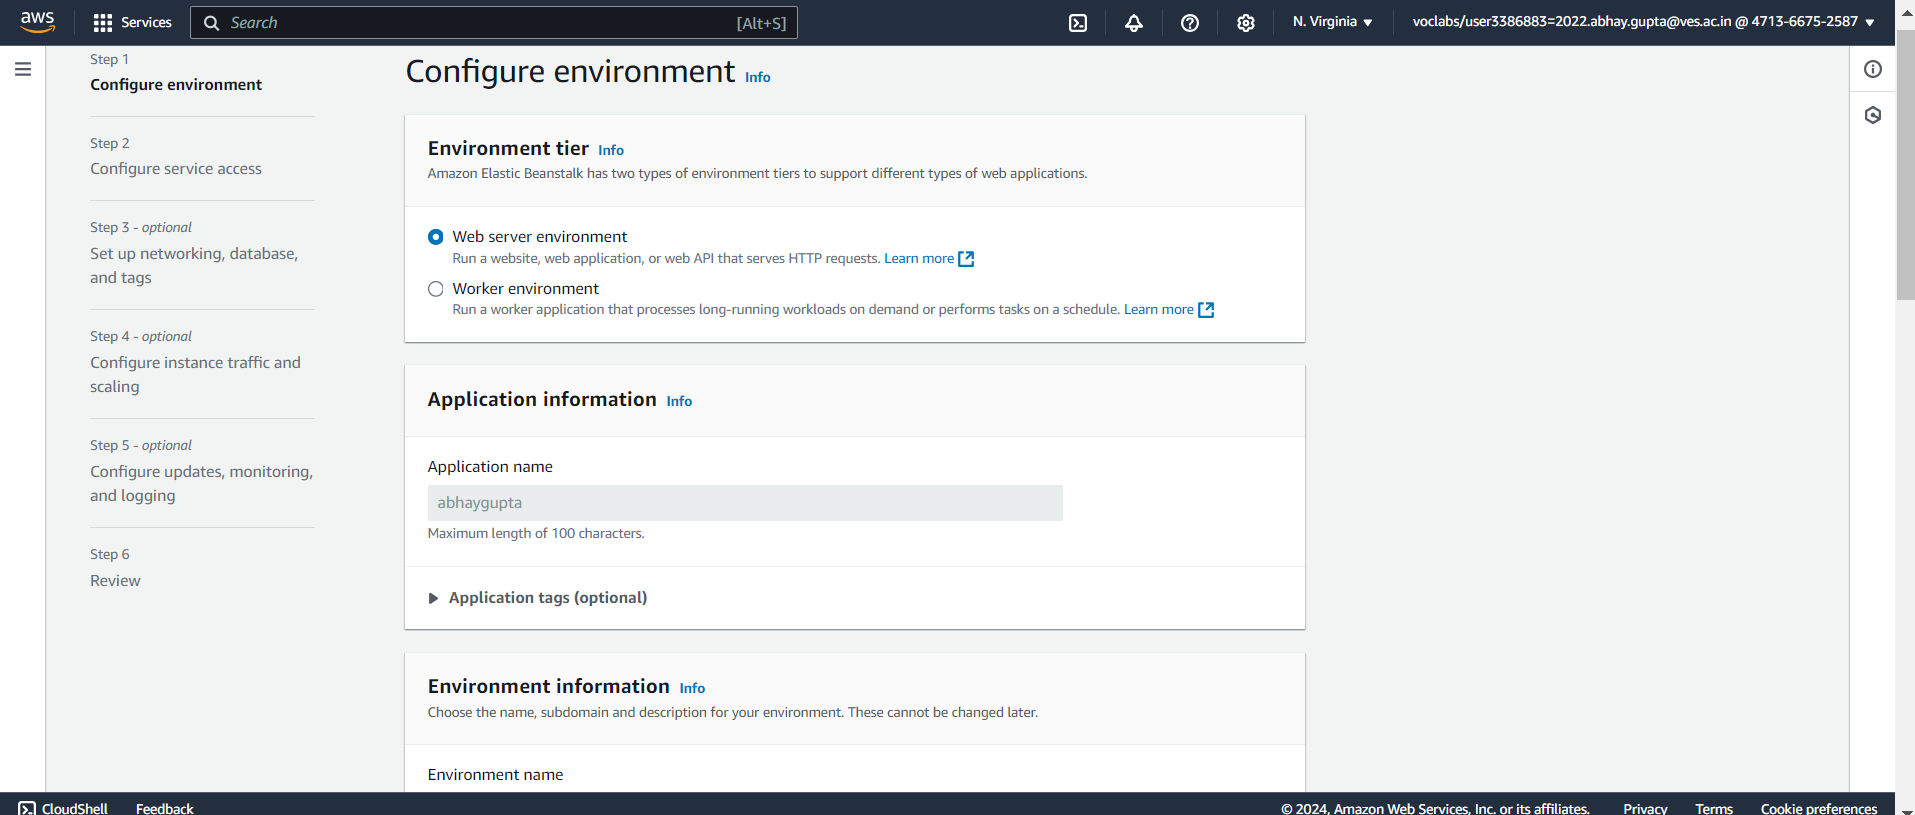 aws
Services
Search
[Alt+S]
N. Virginia
voclabs/user3386883=2022.abhay.gupta@ves.ac.in @ 4713-6675-2587
Step 1
Configure environment
Step 2
Configure service access
Step 3 - optional
Set up networking, database,
and tags
Step 4 - optional
Configure instance traffic and
scaling
Step 5 - optional
Configure updates, monitoring,
and logging
Step 6
Review
Configure environment Info
Environment tier Info
Amazon Elastic Beanstalk has two types of environment tiers to support different types of web applications.
Web server environment
Run a website, web application, or web API that serves HTTP requests. Learn more
Worker environment
Run a worker application that processes long-running workloads on demand or performs tasks on a schedule. Learn more
Application information Info
Application name
abhaygupta
Maximum length of 100 characters.
Application tags (optional)
Environment information Info
Choose the name, subdomain and description for your environment. These cannot be changed later.
Environment name
CloudShell
Feedback
© 2024, Amazon Web Services, Inc. or its affiliates.
Privacy
Terms
Cookie preferences